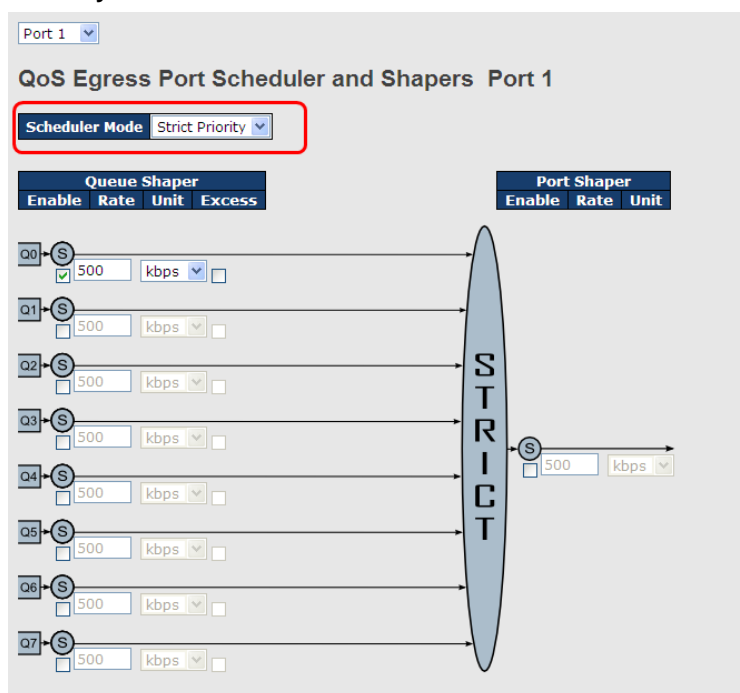 Port 1
QoS Egress Port Scheduler and Shapers Port 1
Scheduler Mode Strict Priority
Queue Shaper Port Shaper
Enable Rate Unit Excess Enable Rate Unit
Q0 S
500 kbps
Q1 S
500 kbps
Q2 S
500 kbps
Q3 S
500 kbps
Q4 S
500 kbps
Q5 S
500 kbps
Q6 S
500 kbps
Q7 S
500 kbps
STRICT
S
500 kbps